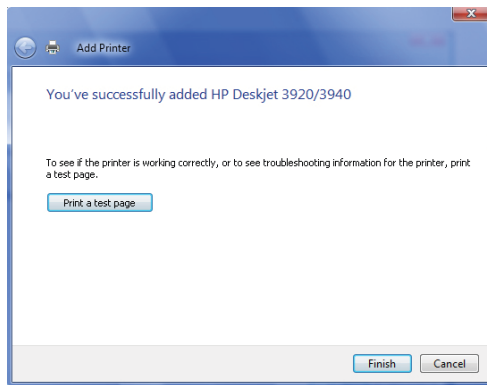 Add Printer
You've successfully added HP Deskjet 3920/3940
To see if the printer is working correctly, or to see troubleshooting information for the printer, print
a test page.
Print a test page
Finish Cancel